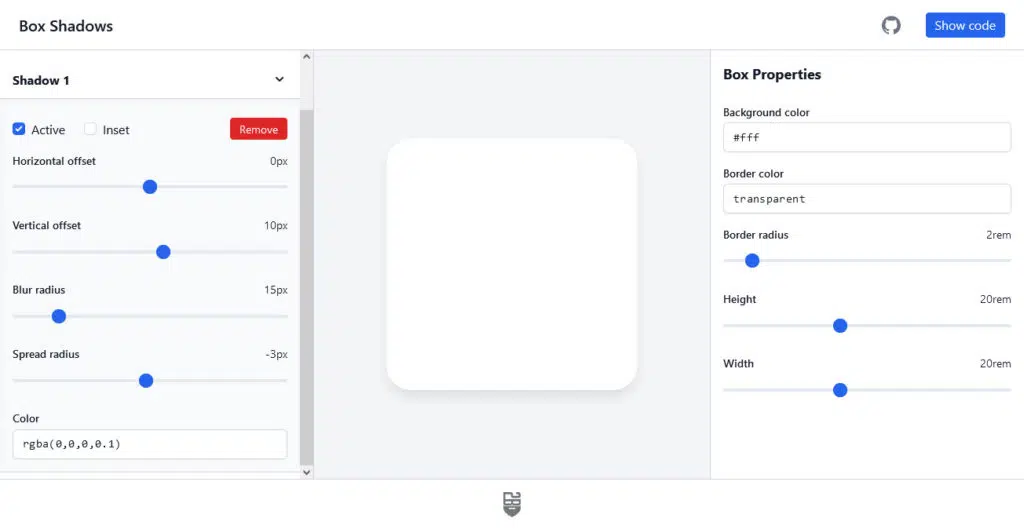 Box Shadows
Show code
Shadow 1
Active
Inset
Remove
Horizontal offset 0px
Vertical offset 10px
Blur radius 15px
Spread radius -3px
Color
rgba(0,0,0,0.1)
Box Properties
Background color
#fff
Border color
transparent
Border radius 2rem
Height 20rem
Width 20rem